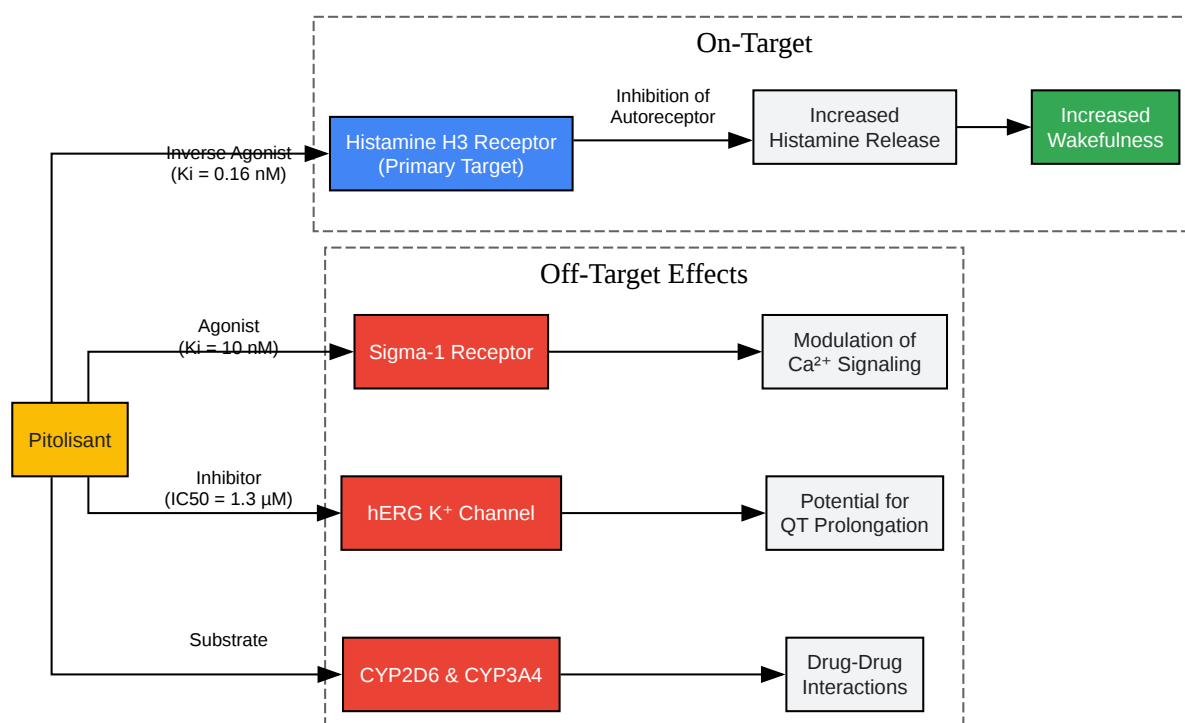 On-Target
Inhibition of
Autoreceptor
Increased
Histamine Release
Increased
Wakefulness
Inverse Agonist
(Ki = 0.16 nM)
Histamine H3 Receptor
(Primary Target)
Off-Target Effects
Agonist
(Ki = 10 nM)
Sigma-1 Receptor
Modulation of
Ca²⁺ Signaling
Pitolisant
Inhibitor
(IC50 = 1.3 µM)
hERG K⁺ Channel
Potential for
QT Prolongation
Substrate
CYP2D6 & CYP3A4
Drug-Drug
Interactions